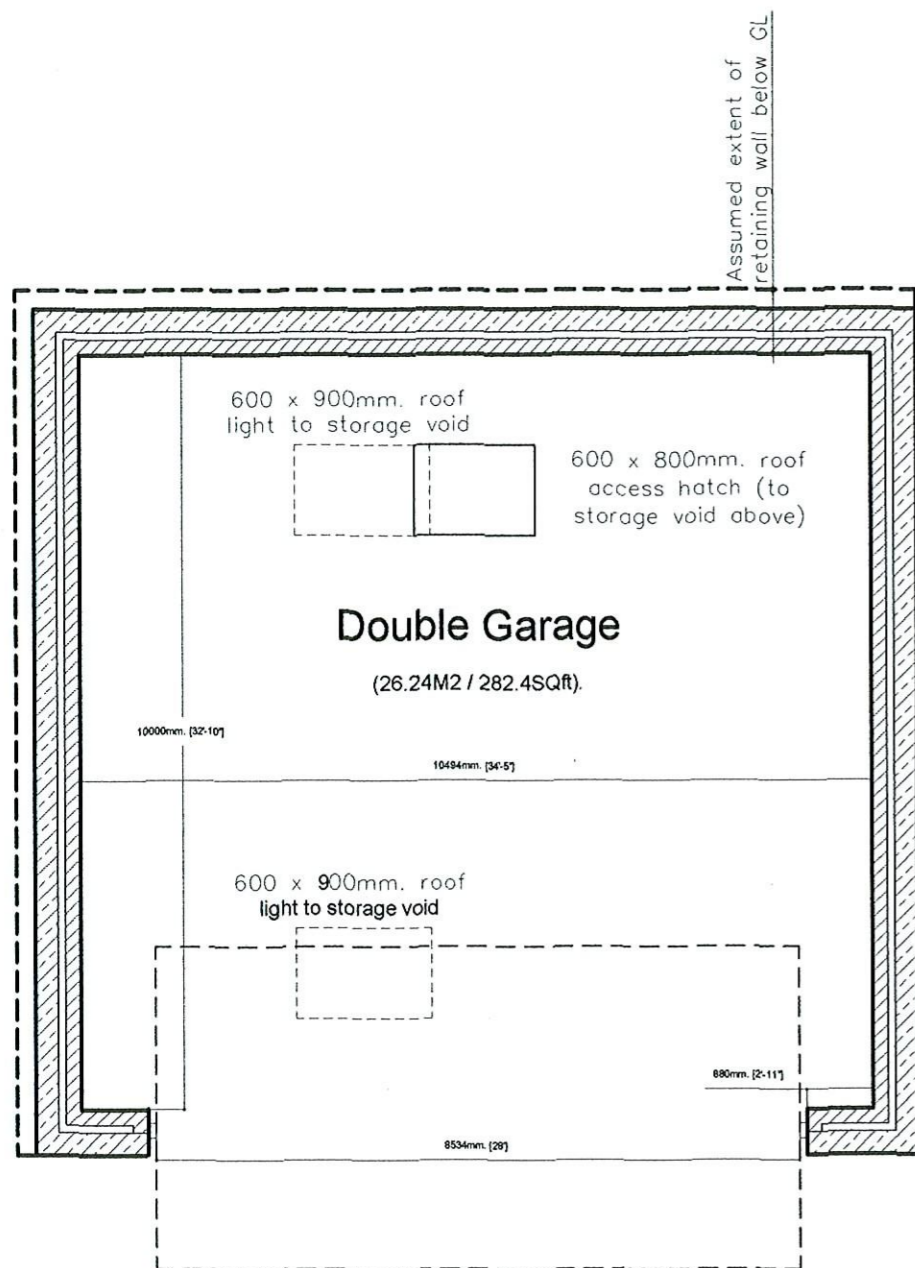 Assumed extent of
retaining wall below GL
600 x 900mm. roof
light to storage void
600 x 800mm. roof
access hatch (to
storage void above)
Double Garage
(26.24M2 / 282.4SQft).
10000mm. [32'-10"]
10494mm. [34'-5"]
600 x 900mm. roof
light to storage void
880mm. [2'-11"]
8534mm. [28']